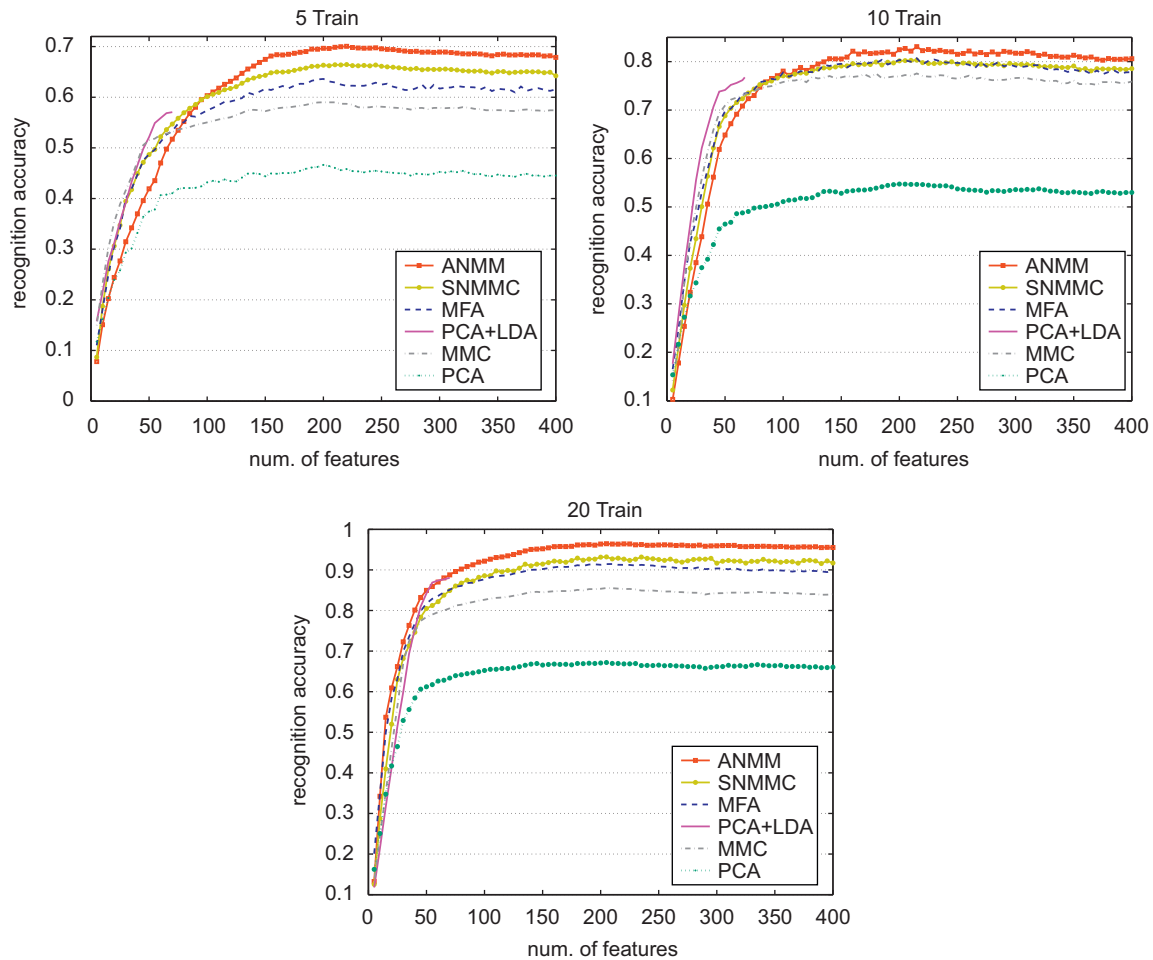 5 Train
recognition accuracy
0.7
0.6
0.5
0.4
0.3
0.2
0.1
0
0 50 100 150 200 250 300 350 400
num. of features
ANMM
SNMMC
MFA
PCA+LDA
MMC
PCA
10 Train
recognition accuracy
0.8
0.7
0.6
0.5
0.4
0.3
0.2
0.1
0 50 100 150 200 250 300 350 400
num. of features
ANMM
SNMMC
MFA
PCA+LDA
MMC
PCA
20 Train
recognition accuracy
1
0.9
0.8
0.7
0.6
0.5
0.4
0.3
0.2
0.1
0 50 100 150 200 250 300 350 400
num. of features
ANMM
SNMMC
MFA
PCA+LDA
MMC
PCA